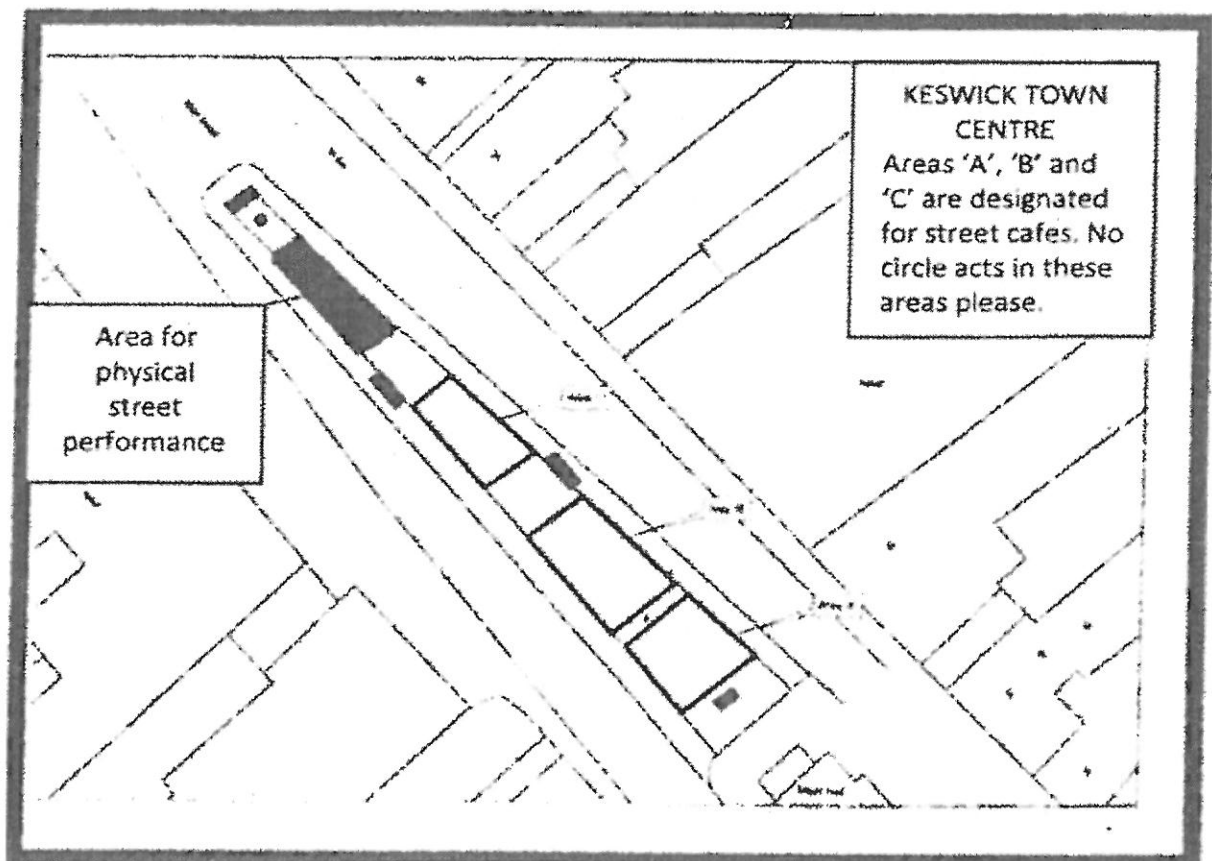 KESWICK TOWN
CENTRE
Areas 'A', 'B' and
'C' are designated
for street cafes. No
circle acts in these
areas please.
Area for
physical
street
performance